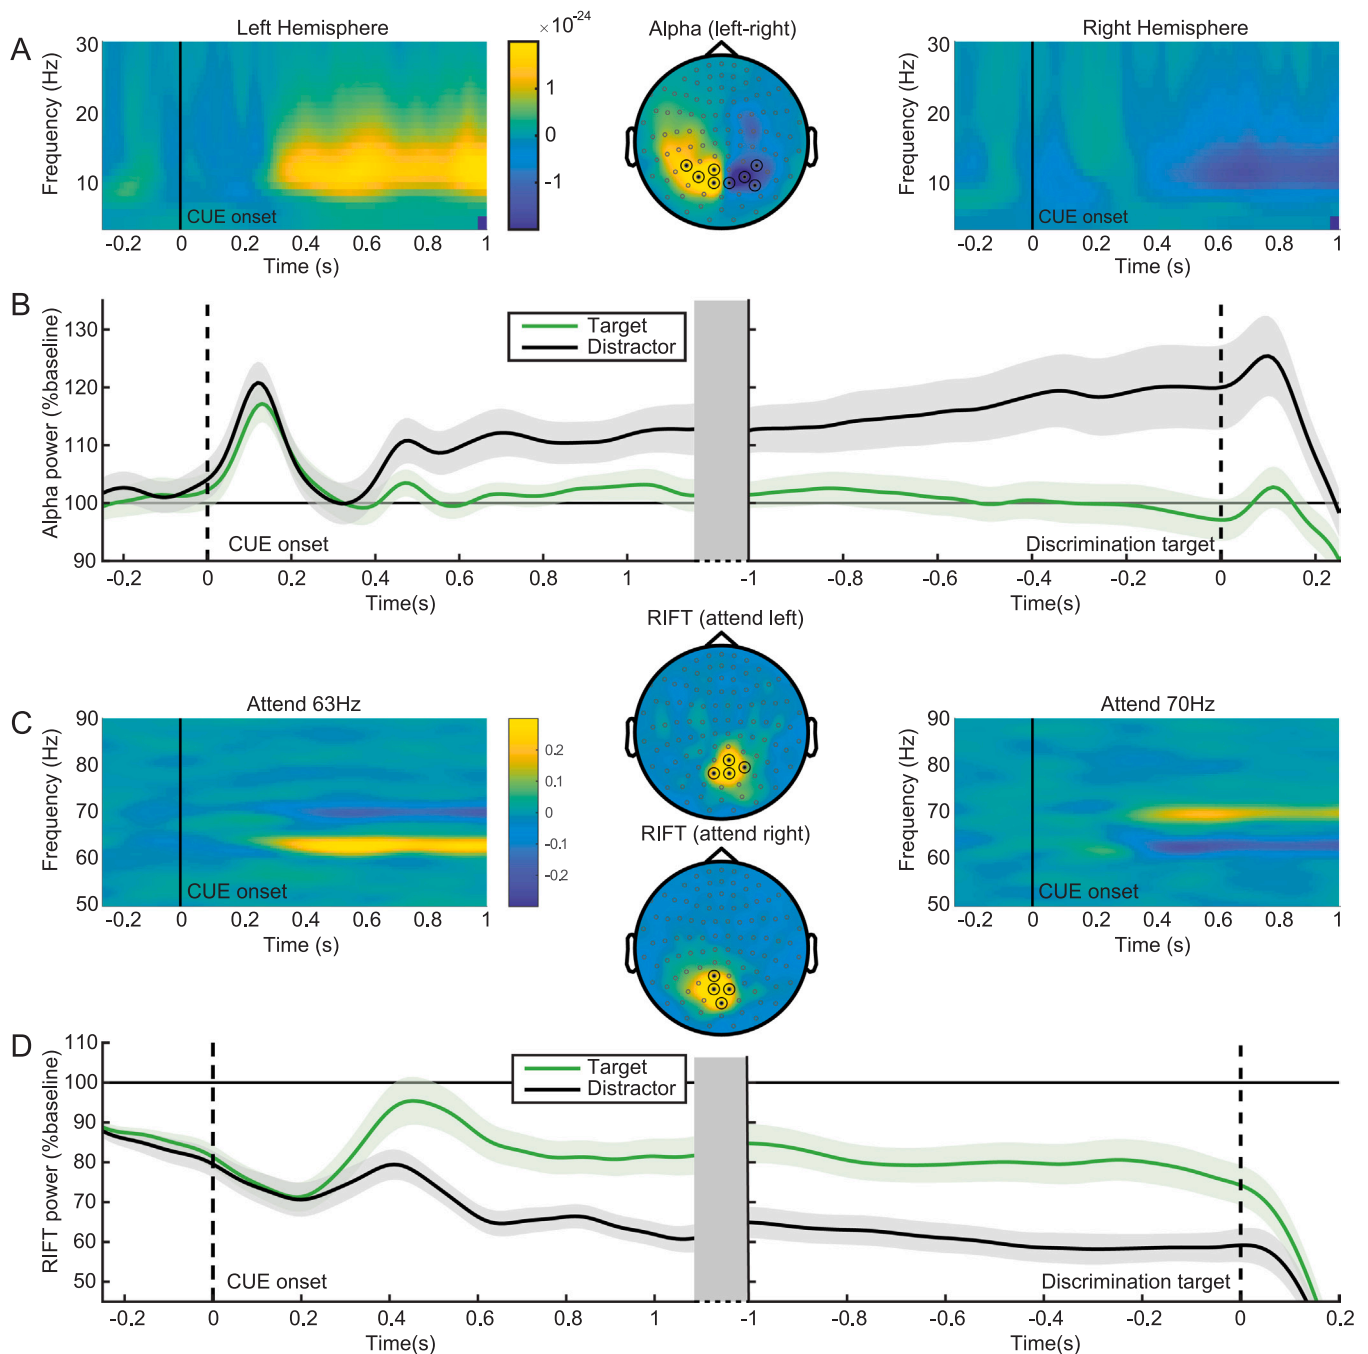 A
Left Hemisphere
×10⁻²⁴
Alpha (left-right)
Right Hemisphere
Frequency (Hz)
30
20
10
CUE onset
-0.2 0 0.2 0.4 0.6 0.8 1
Time (s)
1
0
-1
Frequency (Hz)
30
20
10
CUE onset
-0.2 0 0.2 0.4 0.6 0.8 1
Time (s)
B
Alpha power (%baseline)
130
120
110
100
90
Target
Distractor
CUE onset
Discrimination target
-0.2 0 0.2 0.4 0.6 0.8 1
-1 -0.8 -0.6 -0.4 -0.2 0 0.2
Time(s)
Time(s)
RIFT (attend left)
C
Attend 63Hz
Attend 70Hz
Frequency (Hz)
90
80
70
60
50
CUE onset
-0.2 0 0.2 0.4 0.6 0.8 1
Time (s)
0.2
0.1
0
-0.1
-0.2
RIFT (attend right)
Frequency (Hz)
90
80
70
60
50
CUE onset
-0.2 0 0.2 0.4 0.6 0.8 1
Time (s)
D
RIFT power (%baseline)
110
100
90
80
70
60
50
Target
Distractor
CUE onset
Discrimination target
-0.2 0 0.2 0.4 0.6 0.8 1
-1 -0.8 -0.6 -0.4 -0.2 0 0.2
Time(s)
Time(s)